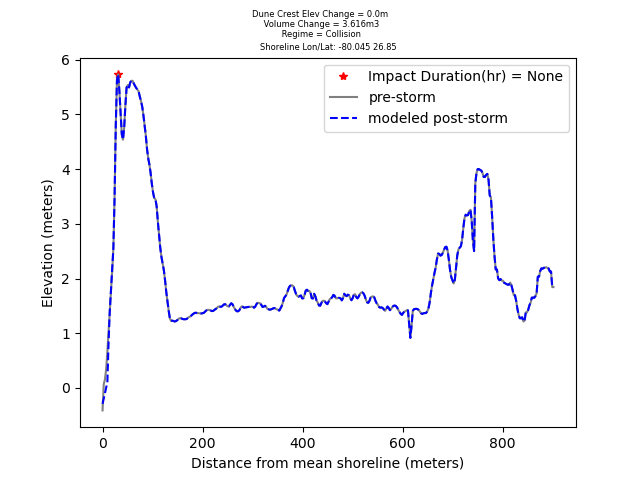 Dune Crest Elev Change = 0.0m
Volume Change = 3.616m3
Regime = Collision
Shoreline Lon/Lat: -80.045 26.85
Impact Duration(hr) = None
pre-storm
modeled post-storm
Elevation (meters)
6
5
4
3
2
1
0
0 200 400 600 800
Distance from mean shoreline (meters)